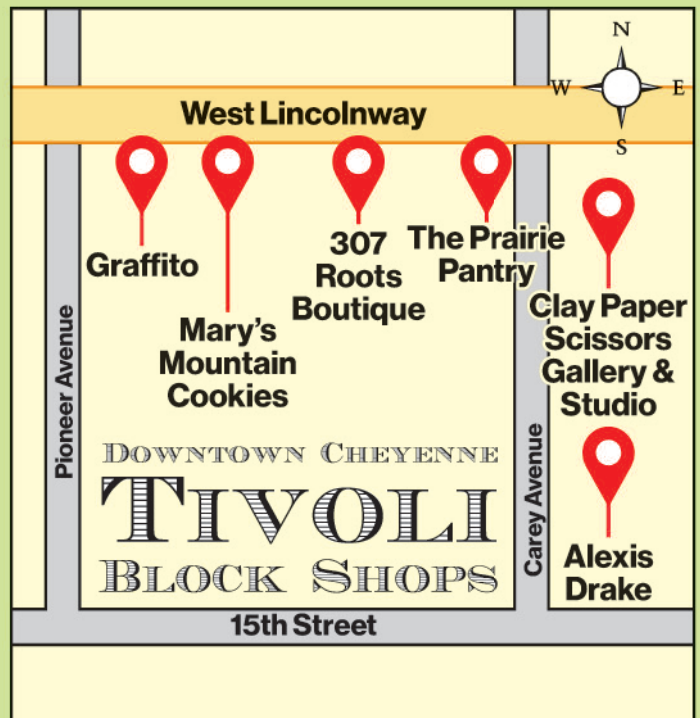 N
W E
S
West Lincolnway
Graffito
Mary's
Mountain
Cookies
307
Roots
Boutique
The Prairie
Pantry
Clay Paper
Scissors
Gallery &
Studio
Alexis
Drake
Pioneer Avenue
Carey Avenue
Downtown Cheyenne
Tivoli
Block Shops
15th Street